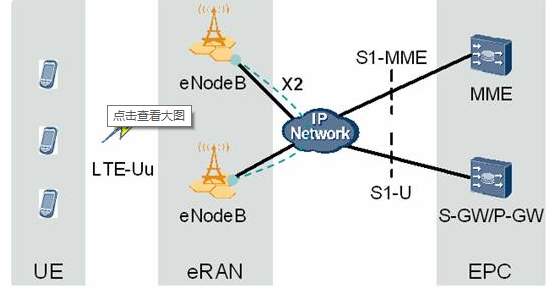 eNodeB
X2
S1-MME
MME
点击查看大图
IP
Network
LTE-Uu
eNodeB
S1-U
S-GW/P-GW
UE
eRAN
EPC